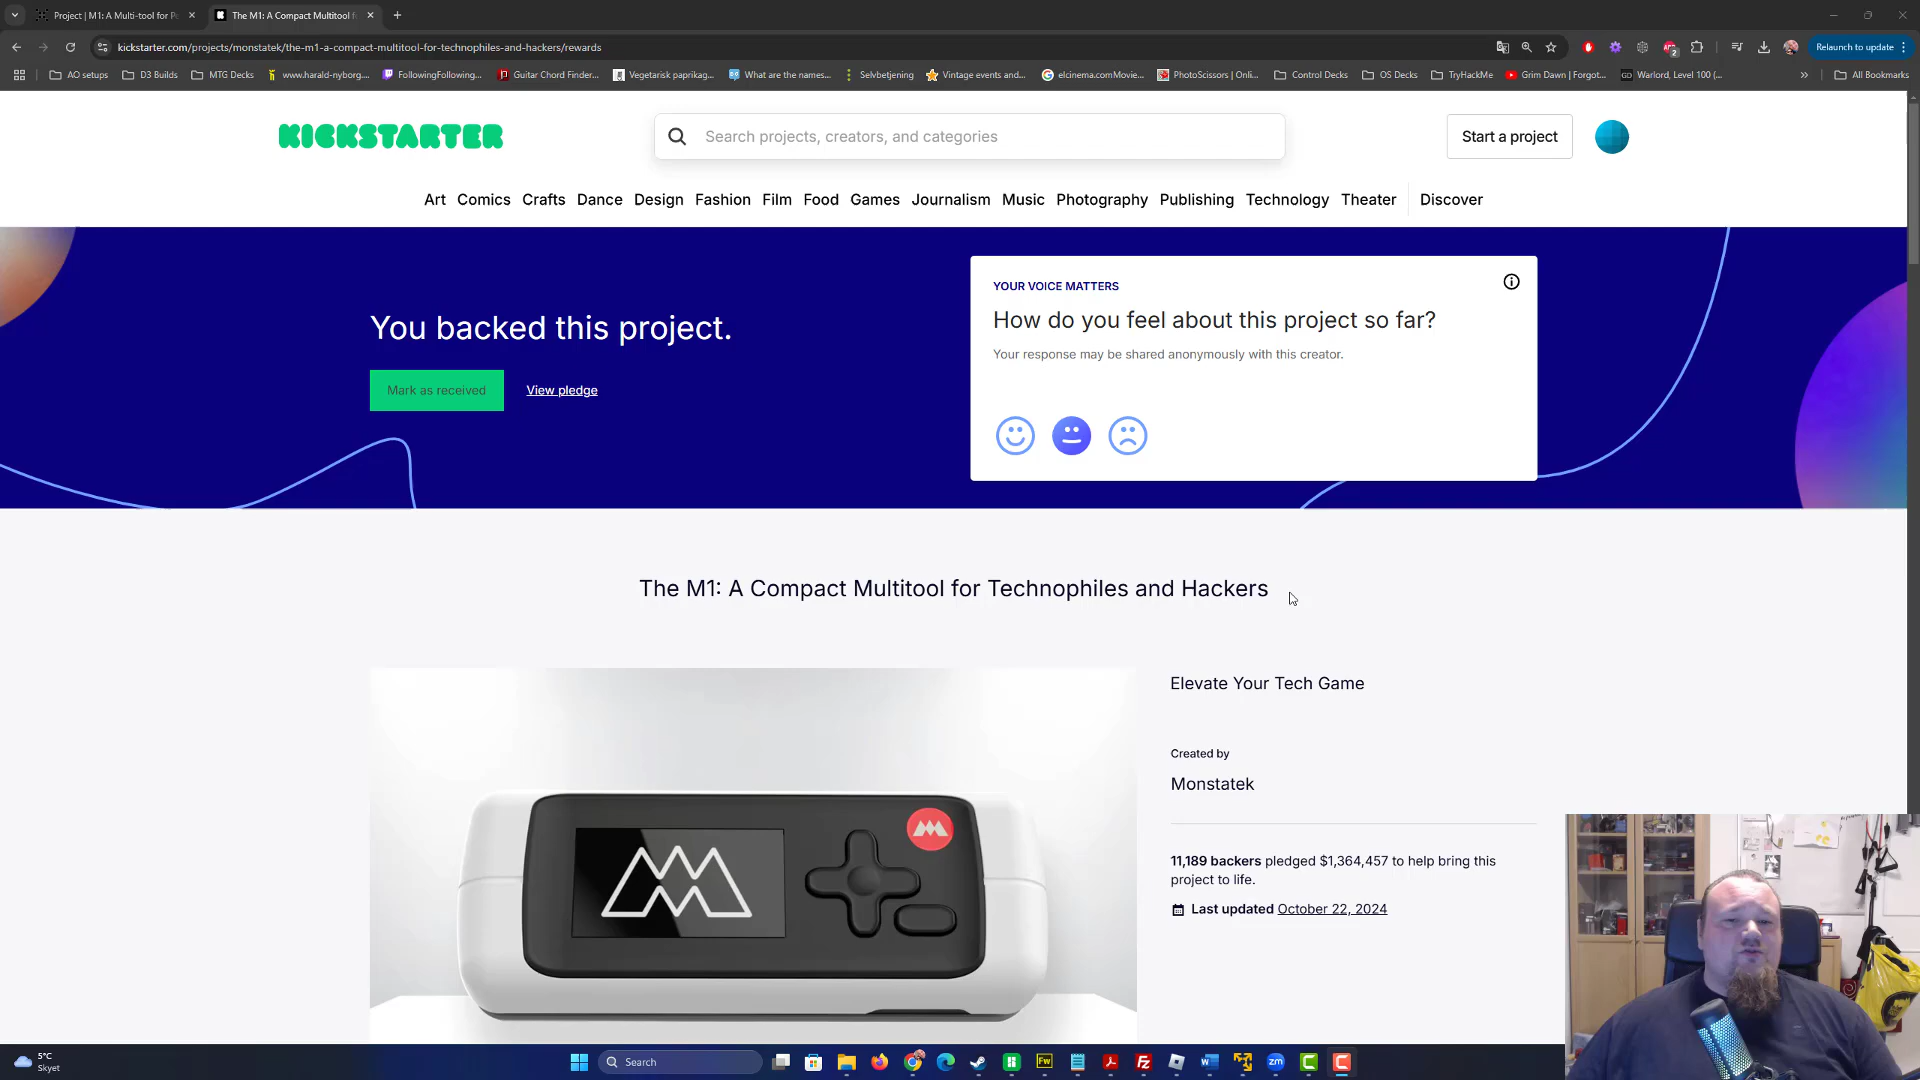 Project | M1: A Multi-tool for P
The M1: A Compact Multitool f
kickstarter.com/projects/monstatek/the-m1-a-compact-multitool-for-technophiles-and-hackers/rewards
2
Relaunch to update
AO setups
D3 Builds
MTG Decks
www.harald-nyborg....
FollowingFollowing...
Guitar Chord Finder...
Vegetarisk paprikag...
What are the names...
Selvbetjening
Vintage events and...
elcinema.comMovie...
PhotoScissors | Onli...
Control Decks
OS Decks
TryHackMe
Grim Dawn | Forgot...
GD
Warlord, Level 100 (...
All Bookmarks
KICKSTARTER
Search projects, creators, and categories
Start a project
Art Comics Crafts Dance Design Fashion Film Food Games Journalism Music Photography Publishing Technology Theater Discover
You backed this project.
Mark as received
View pledge
YOUR VOICE MATTERS
How do you feel about this project so far?
Your response may be shared anonymously with this creator.
The M1: A Compact Multitool for Technophiles and Hackers
Elevate Your Tech Game
Created by
Monstatek
11,189 backers pledged $1,364,457 to help bring this
project to life.
Last updated October 22, 2024
5°C
Skyet
Search
Fw
Fz
zm